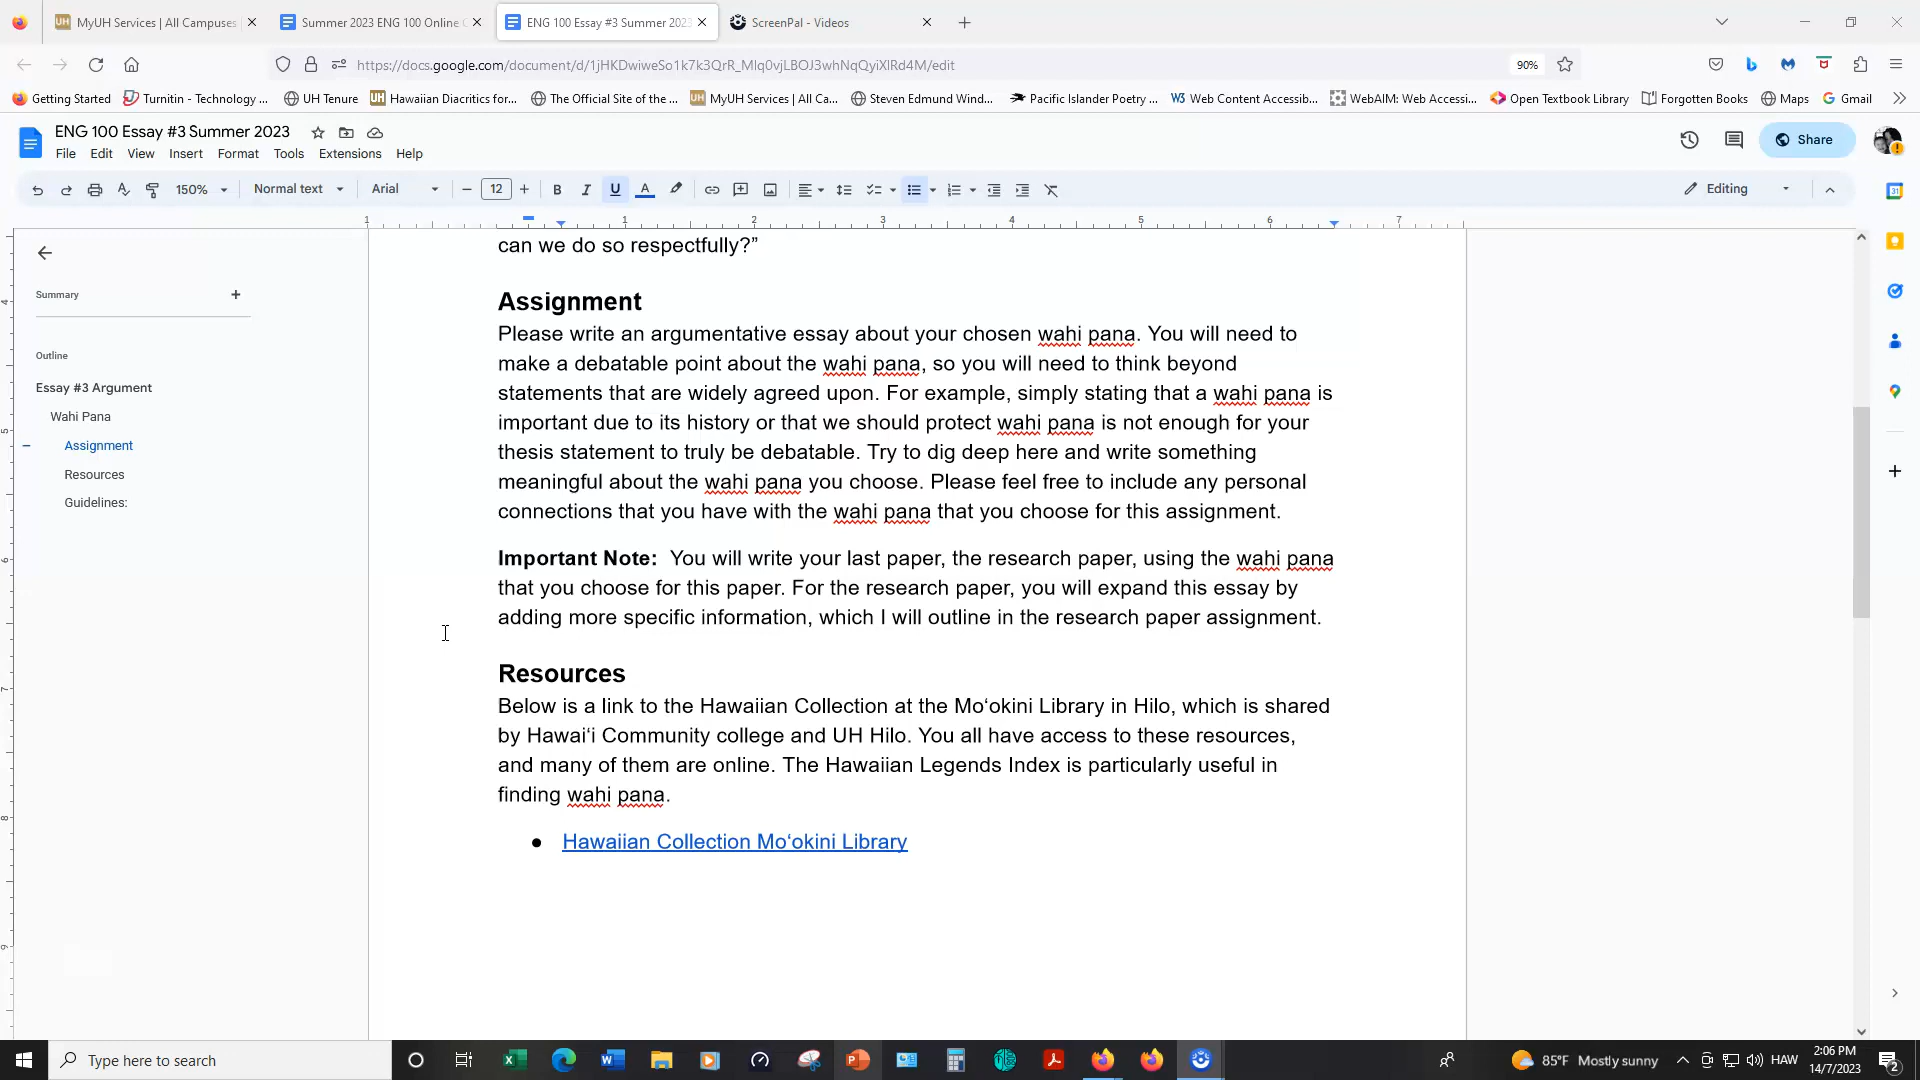 MyUH Services | All Campuses
Summer 2023 ENG 100 Online
ENG 100 Essay #3 Summer 2023
ScreenPal - Videos
https://docs.google.com/document/d/1jHKDwiweSo1k7k3QrR_Mlq0vjLBOJ3whNqQyiXlRd4M/edit
90%
Getting Started
Turnitin - Technology ...
UH Tenure
Hawaiian Diacritics for...
The Official Site of the ...
MyUH Services | All Ca...
Steven Edmund Wind...
Pacific Islander Poetry ...
W3 Web Content Accessib...
WebAIM: Web Accessi...
Open Textbook Library
Forgotten Books
Maps
Gmail
ENG 100 Essay #3 Summer 2023
Share
File Edit View Insert Format Tools Extensions Help
150% Normal text Arial 12 B I U A Editing
1 1 2 3 4 5 6 7
Summary
Outline
Essay #3 Argument
Wahi Pana
Assignment
Resources
Guidelines:
can we do so respectfully?”
Assignment
Please write an argumentative essay about your chosen wahi pana. You will need to
make a debatable point about the wahi pana, so you will need to think beyond
statements that are widely agreed upon. For example, simply stating that a wahi pana is
important due to its history or that we should protect wahi pana is not enough for your
thesis statement to truly be debatable. Try to dig deep here and write something
meaningful about the wahi pana you choose. Please feel free to include any personal
connections that you have with the wahi pana that you choose for this assignment.
Important Note: You will write your last paper, the research paper, using the wahi pana
that you choose for this paper. For the research paper, you will expand this essay by
adding more specific information, which I will outline in the research paper assignment.
Resources
Below is a link to the Hawaiian Collection at the Moʻokini Library in Hilo, which is shared
by Hawaiʻi Community college and UH Hilo. You all have access to these resources,
and many of them are online. The Hawaiian Legends Index is particularly useful in
finding wahi pana.
● Hawaiian Collection Moʻokini Library
Type here to search
85°F Mostly sunny
HAW
2:06 PM
14/7/2023
2